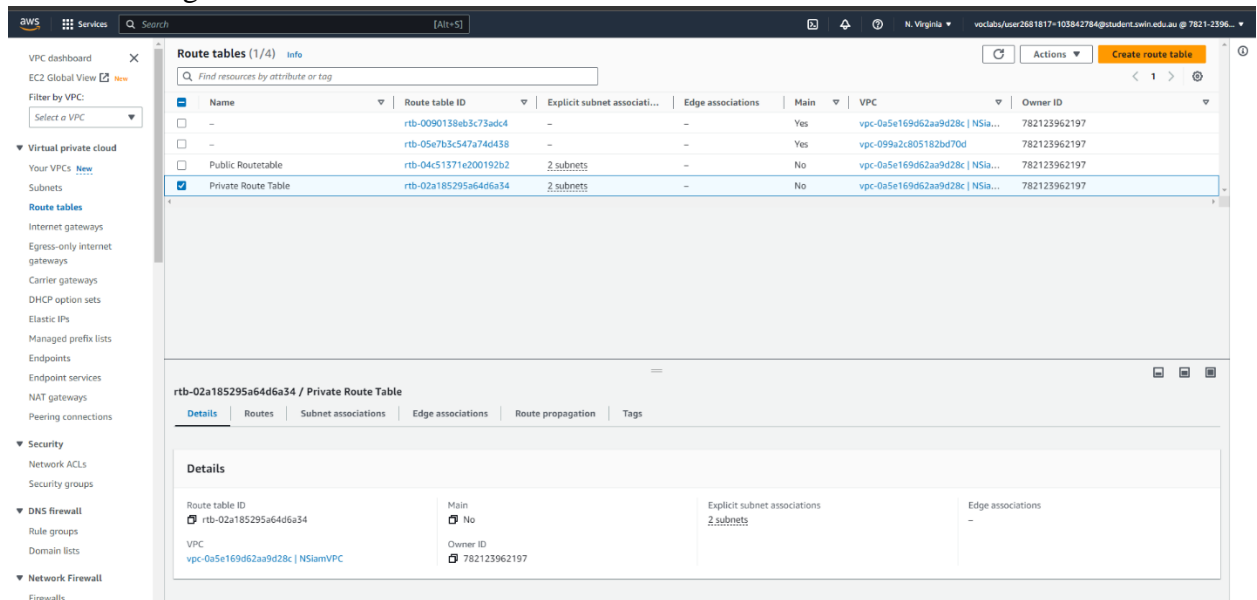 aws Services Search [Alt+S] N. Virginia voclabs/user2681817=103842784@student.swin.edu.au @ 7821-2396...
VPC dashboard
EC2 Global View New
Filter by VPC:
Select a VPC
Virtual private cloud
Your VPCs New
Subnets
Route tables
Internet gateways
Egress-only internet
gateways
Carrier gateways
DHCP option sets
Elastic IPs
Managed prefix lists
Endpoints
Endpoint services
NAT gateways
Peering connections
Security
Network ACLs
Security groups
DNS firewall
Rule groups
Domain lists
Network Firewall
Firewalls
Route tables (1/4) Info Actions Create route table
Find resources by attribute or tag 1
Name Route table ID Explicit subnet associati... Edge associations Main VPC Owner ID
– rtb-0090138eb3c73adc4 – – Yes vpc-0a5e169d62aa9d28c | NSia... 782123962197
– rtb-05e7b3c547a74d438 – – Yes vpc-099a2c805182bd70d 782123962197
Public Routetable rtb-04c51371e200192b2 2 subnets – No vpc-0a5e169d62aa9d28c | NSia... 782123962197
Private Route Table rtb-02a185295a64d6a34 2 subnets – No vpc-0a5e169d62aa9d28c | NSia... 782123962197
rtb-02a185295a64d6a34 / Private Route Table
Details Routes Subnet associations Edge associations Route propagation Tags
Details
Route table ID Main Explicit subnet associations Edge associations
rtb-02a185295a64d6a34 No 2 subnets –
VPC Owner ID
vpc-0a5e169d62aa9d28c | NSiamVPC 782123962197